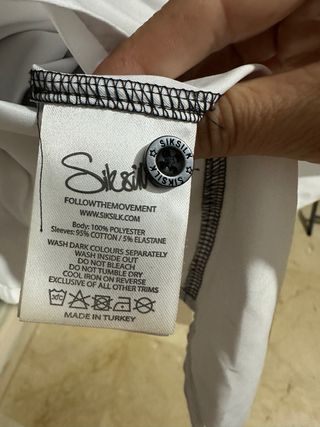 SikSilk
SIKSILK
SIKSILK
FOLLOWTHEMOVEMENT
WWW.SIKSILK.COM
Body: 100% POLYESTER
Sleeves: 95% COTTON / 5% ELASTANE
WASH DARK COLOURS SEPARATELY
WASH INSIDE OUT
DO NOT BLEACH
DO NOT TUMBLE DRY
COOL IRON ON REVERSE
EXCLUSIVE OF ALL OTHER TRIMS
30°C
MADE IN TURKEY